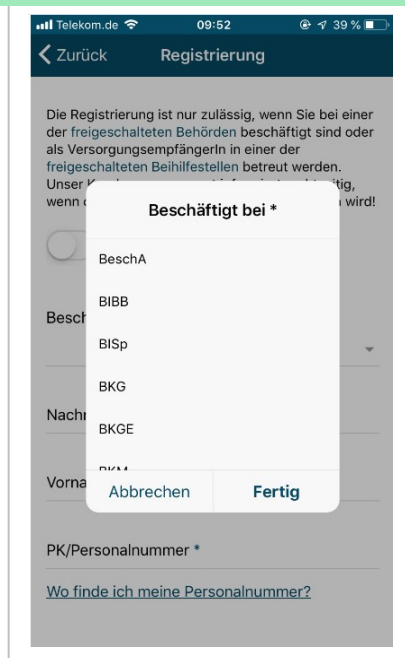 Telekom.de 09:52 39 %
Zurück Registrierung
Die Registrierung ist nur zulässig, wenn Sie bei einer
der freigeschalteten Behörden beschäftigt sind oder
als VersorgungsempfängerIn in einer der
freigeschalteten Beihilfestellen betreut werden.
Unser
wenn wird!
Beschäftigt bei *
BeschA
BIBB
BISp
BKG
BKGE
BKM
Abbrechen Fertig
PK/Personalnummer *
Wo finde ich meine Personalnummer?